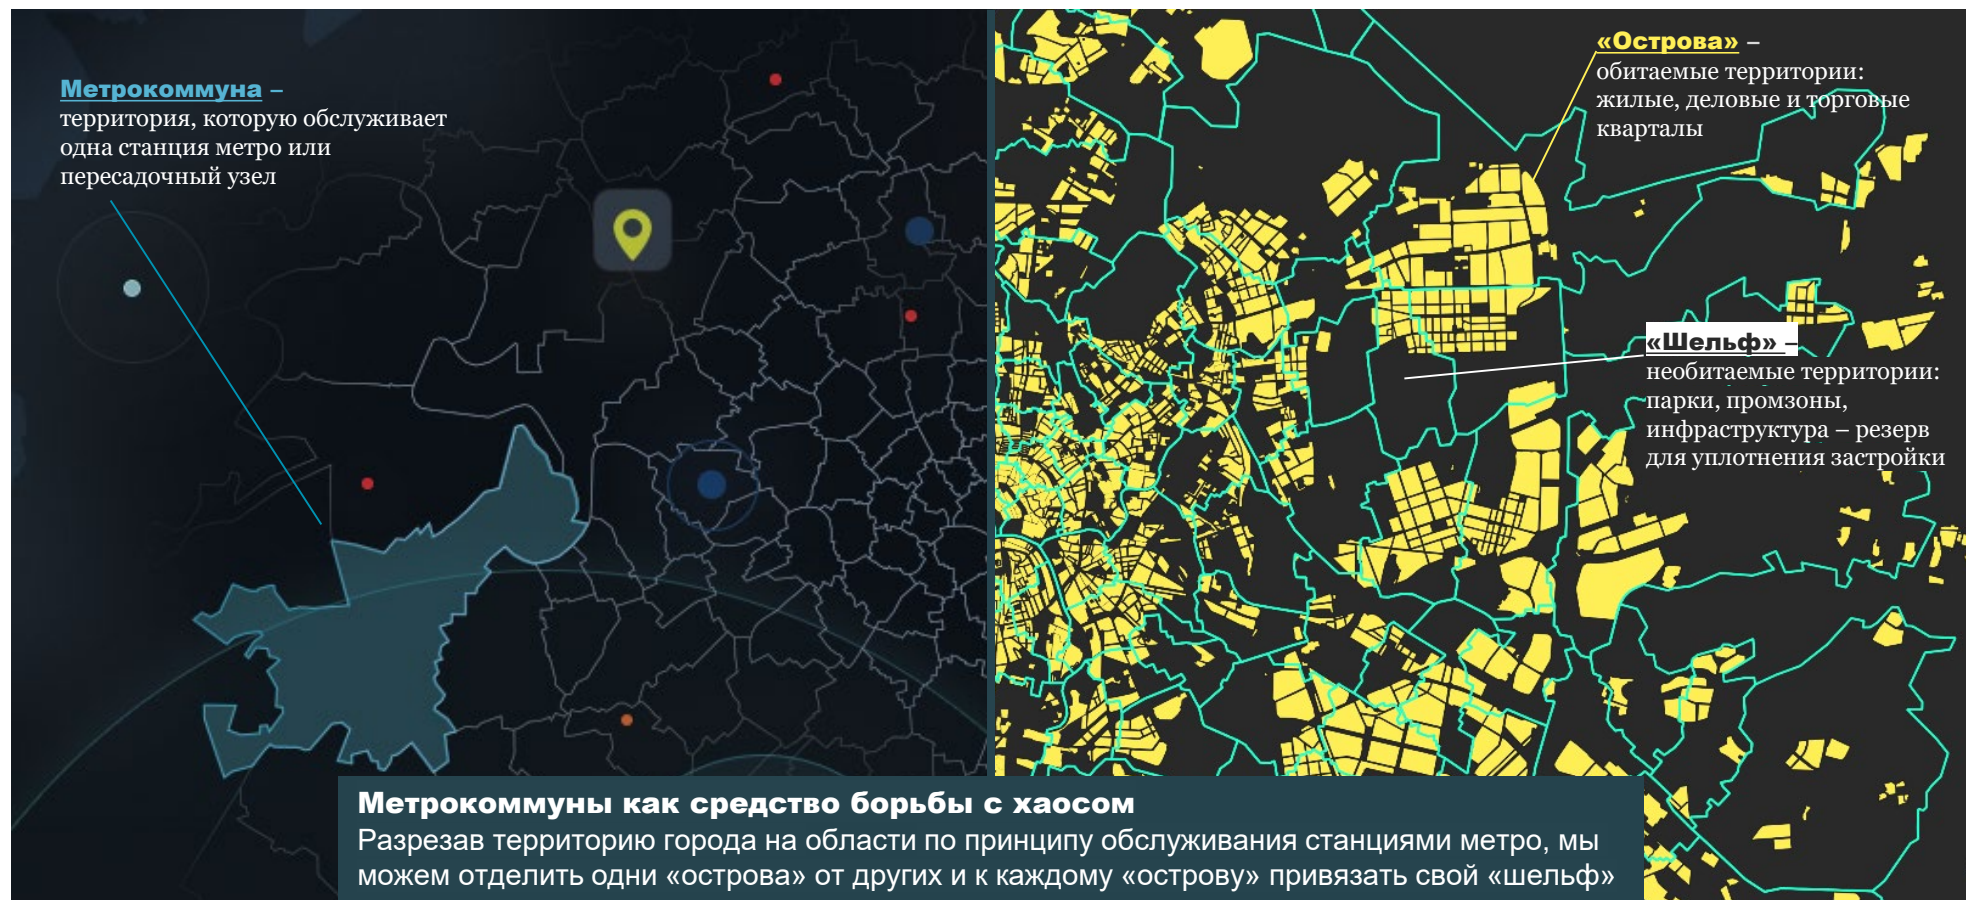 Метрокоммуна –
территория, которую обслуживает
одна станция метро или
пересадочный узел
«Острова» –
обитаемые территории:
жилые, деловые и торговые
кварталы
«Шельф» –
необитаемые территории:
парки, промзоны,
инфраструктура – резерв
для уплотнения застройки
Метрокоммуны как средство борьбы с хаосом
Разрезав территорию города на области по принципу обслуживания станциями метро, мы
можем отделить одни «острова» от других и к каждому «острову» привязать свой «шельф»